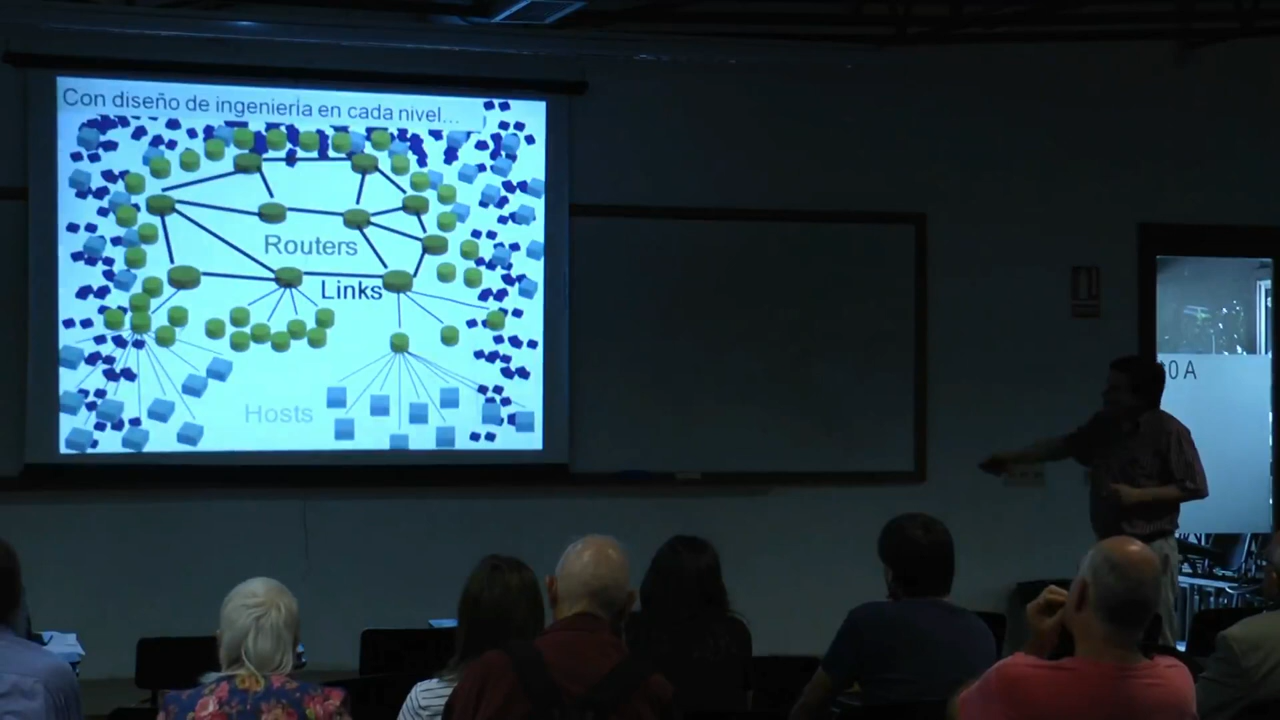 Con diseño de ingeniería en cada nivel...
Routers
Links
Hosts
0 A